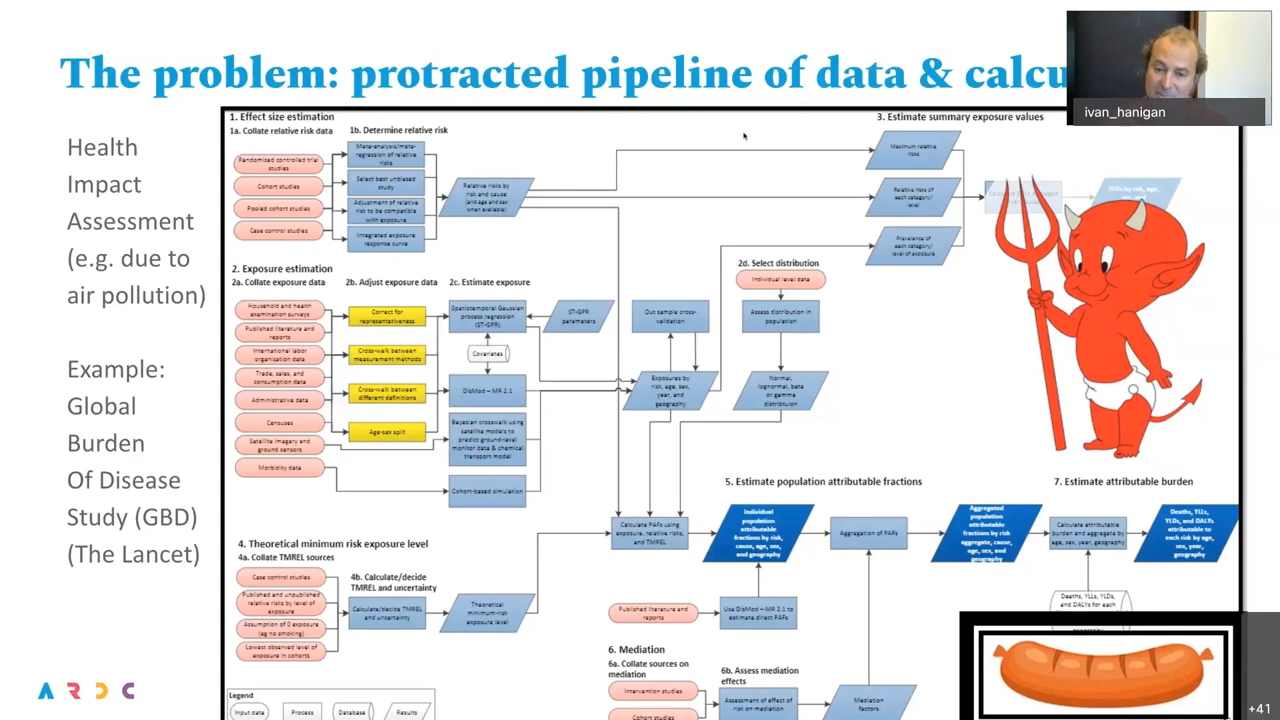 The problem: protracted pipeline of data & calcu
ivan_hanigan
Health
Impact
Assessment
(e.g. due to
air pollution)
Example:
Global
Burden
Of Disease
Study (GBD)
(The Lancet)
1. Effect size estimation
1a. Collate relative risk data
Randomized controlled trial
studies
Cohort studies
Pooled cohort studies
Case control studies
1b. Determine relative risk
Meta-analysis/meta-
regression of relative
risks
Select best unbiased
study
Adjustment of relative
risk to be compatible
with exposure
Integrated exposure
response curve
Relative risks by
risk and cause
(and age and sex
when available)
3. Estimate summary exposure values
Maximum relative
risks
Relative risks of
each category/
level
Prevalence of
each category/
level of exposure
SEVs by risk, age,
2. Exposure estimation
2a. Collate exposure data
Household and health
examination surveys
Published literature and
reports
International labor
organisation data
Trade, sales, and
consumption data
Administrative data
Censuses
Satellite imagery and
ground sensors
Morbidity data
2b. Adjust exposure data
Correct for
representativeness
Cross-walk between
measurement methods
Cross-walk between
different definitions
Age-sex split
2c. Estimate exposure
Spatiotemporal Gaussian
process regression
(ST-GPR)
Covariates
DisMod – MR 2.1
Bayesian crosswalk using
satellite models to
predict ground-level
monitor data & chemical
transport model
Cohort-based simulation
ST-GPR
parameters
Out sample cross-
validation
Exposures by
risk, age, sex,
year, and
geography
2d. Select distribution
Individual level data
Assess distribution in
population
Normal,
lognormal, beta
or gamma
distribution
4. Theoretical minimum risk exposure level
4a. Collate TMREL sources
Case control studies
Published and unpublished
relative risks by level of
exposure
Assumption of 0 exposure
(eg no smoking)
Lowest observed level of
exposure in cohorts
4b. Calculate/decide
TMREL and uncertainty
Calculate/decide TMREL
and uncertainty
Theoretical
minimum-risk
exposure level
5. Estimate population attributable fractions
Calculate PAFs using
exposure, relative risks,
and TMREL
Individual
population
attributable
fractions by risk,
cause, age, sex,
and geography
Aggregation of PAFs
Aggregated
population
attributable
fractions by risk
aggregate, cause,
age, sex, and
geography
Published literature and
reports
Use DisMod – MR 2.1 to
estimate direct PAFs
7. Estimate attributable burden
Calculate attributable
burden and aggregate by
age, sex, year, geography
Deaths, YLLs,
YLDs, and DALYs
attributable to
each risk by age,
sex, year,
geography
Deaths, YLLs, YLDs,
and DALYs for each
6. Mediation
6a. Collate sources on
mediation
Intervention studies
Cohort studies
6b. Assess mediation
effects
Assessment of effect of
risk on mediation
Mediation
factors
Legend
Input data
Process
Database
Results
ARDC
+41